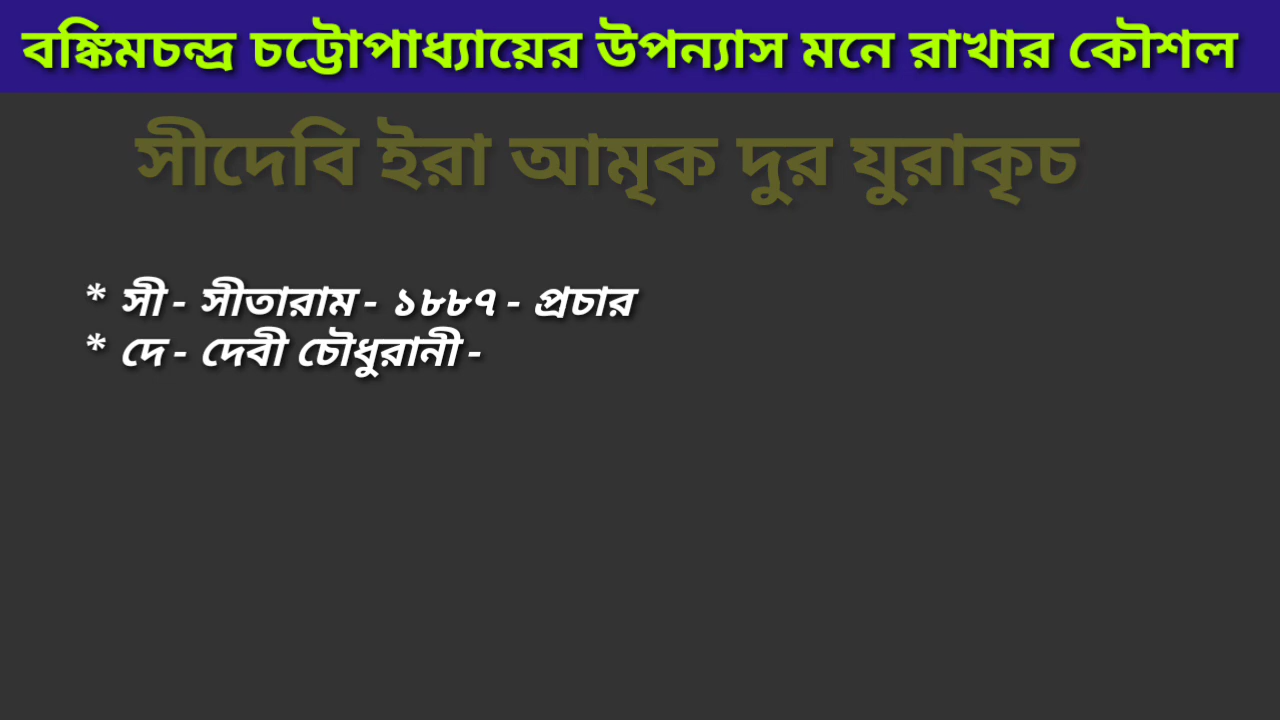 বঙ্কিমচন্দ্র চট্টোপাধ্যায়ের উপন্যাস মনে রাখার কৌশল
সীদেবি ইরা আমৃক দুর যুরাকৃচ
* সী - সীতারাম - ১৮৮৭ - প্রচার
* দে - দেবী চৌধুরানী -